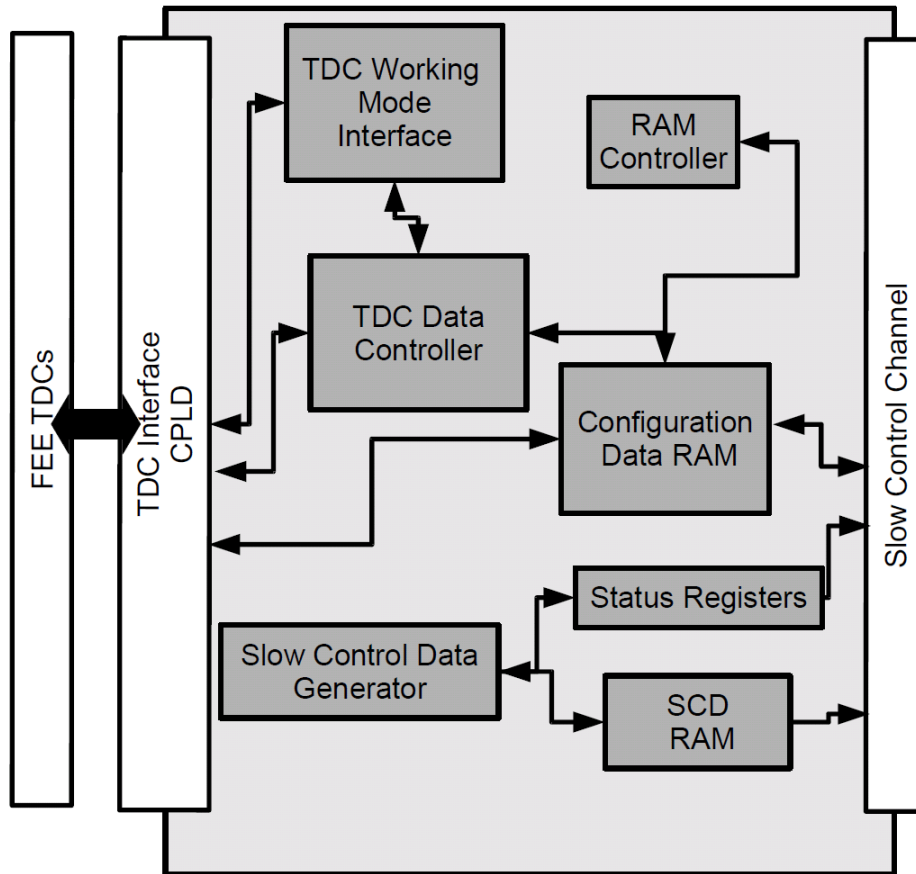 FEE TDCs
TDC Interface
CPLD
TDC Working
Mode
Interface
RAM
Controller
TDC Data
Controller
Configuration
Data RAM
Status Registers
Slow Control Data
Generator
SCD
RAM
Slow Control Channel